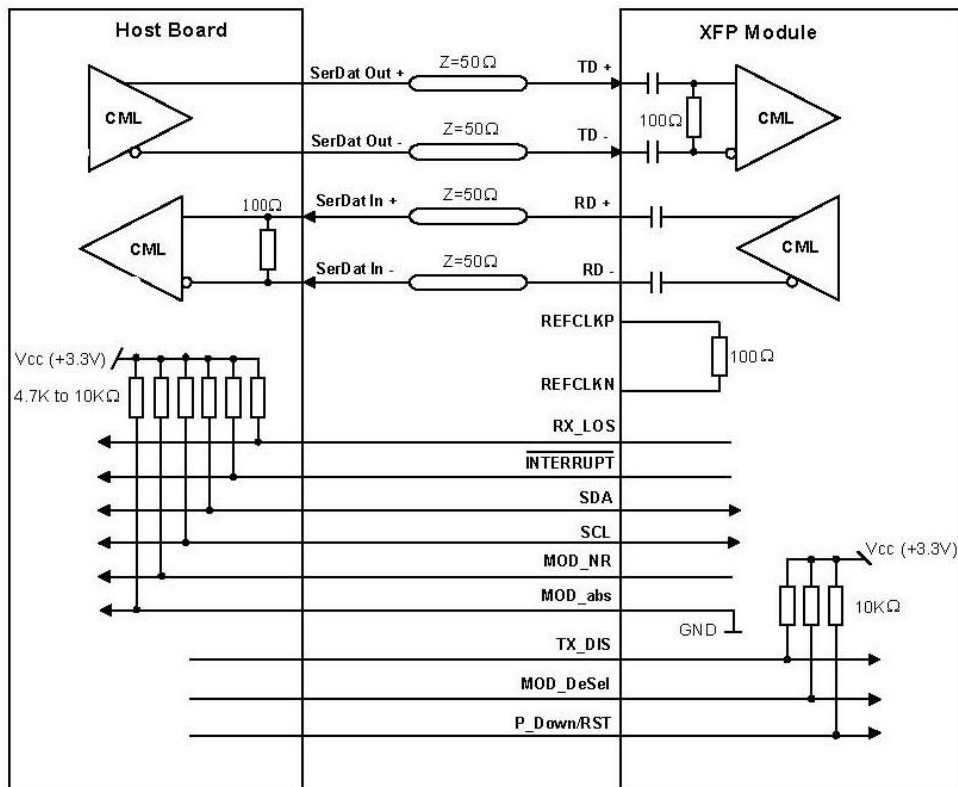 Host Board
XFP Module
SerDat Out +
Z=50Ω
TD +
CML
100Ω
CML
SerDat Out -
Z=50Ω
TD -
100Ω
SerDat In +
Z=50Ω
RD +
CML
CML
SerDat In -
Z=50Ω
RD -
REFCLKP
100Ω
Vcc (+3.3V)
REFCLKN
4.7K to 10KΩ
RX_LOS
INTERRUPT
SDA
SCL
Vcc (+3.3V)
MOD_NR
MOD_abs
10KΩ
GND
TX_DIS
MOD_DeSel
P_Down/RST